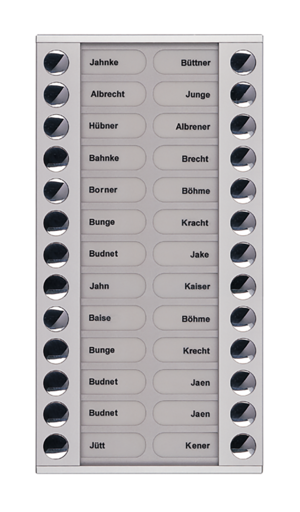 Jahnke Büttner
Albrecht Junge
Hübner Albrener
Bahnke Brecht
Borner Böhme
Bunge Kracht
Budnet Jake
Jahn Kaiser
Balse Böhme
Bunge Krecht
Budnet Jaen
Budnet Jaen
Jütt Kener